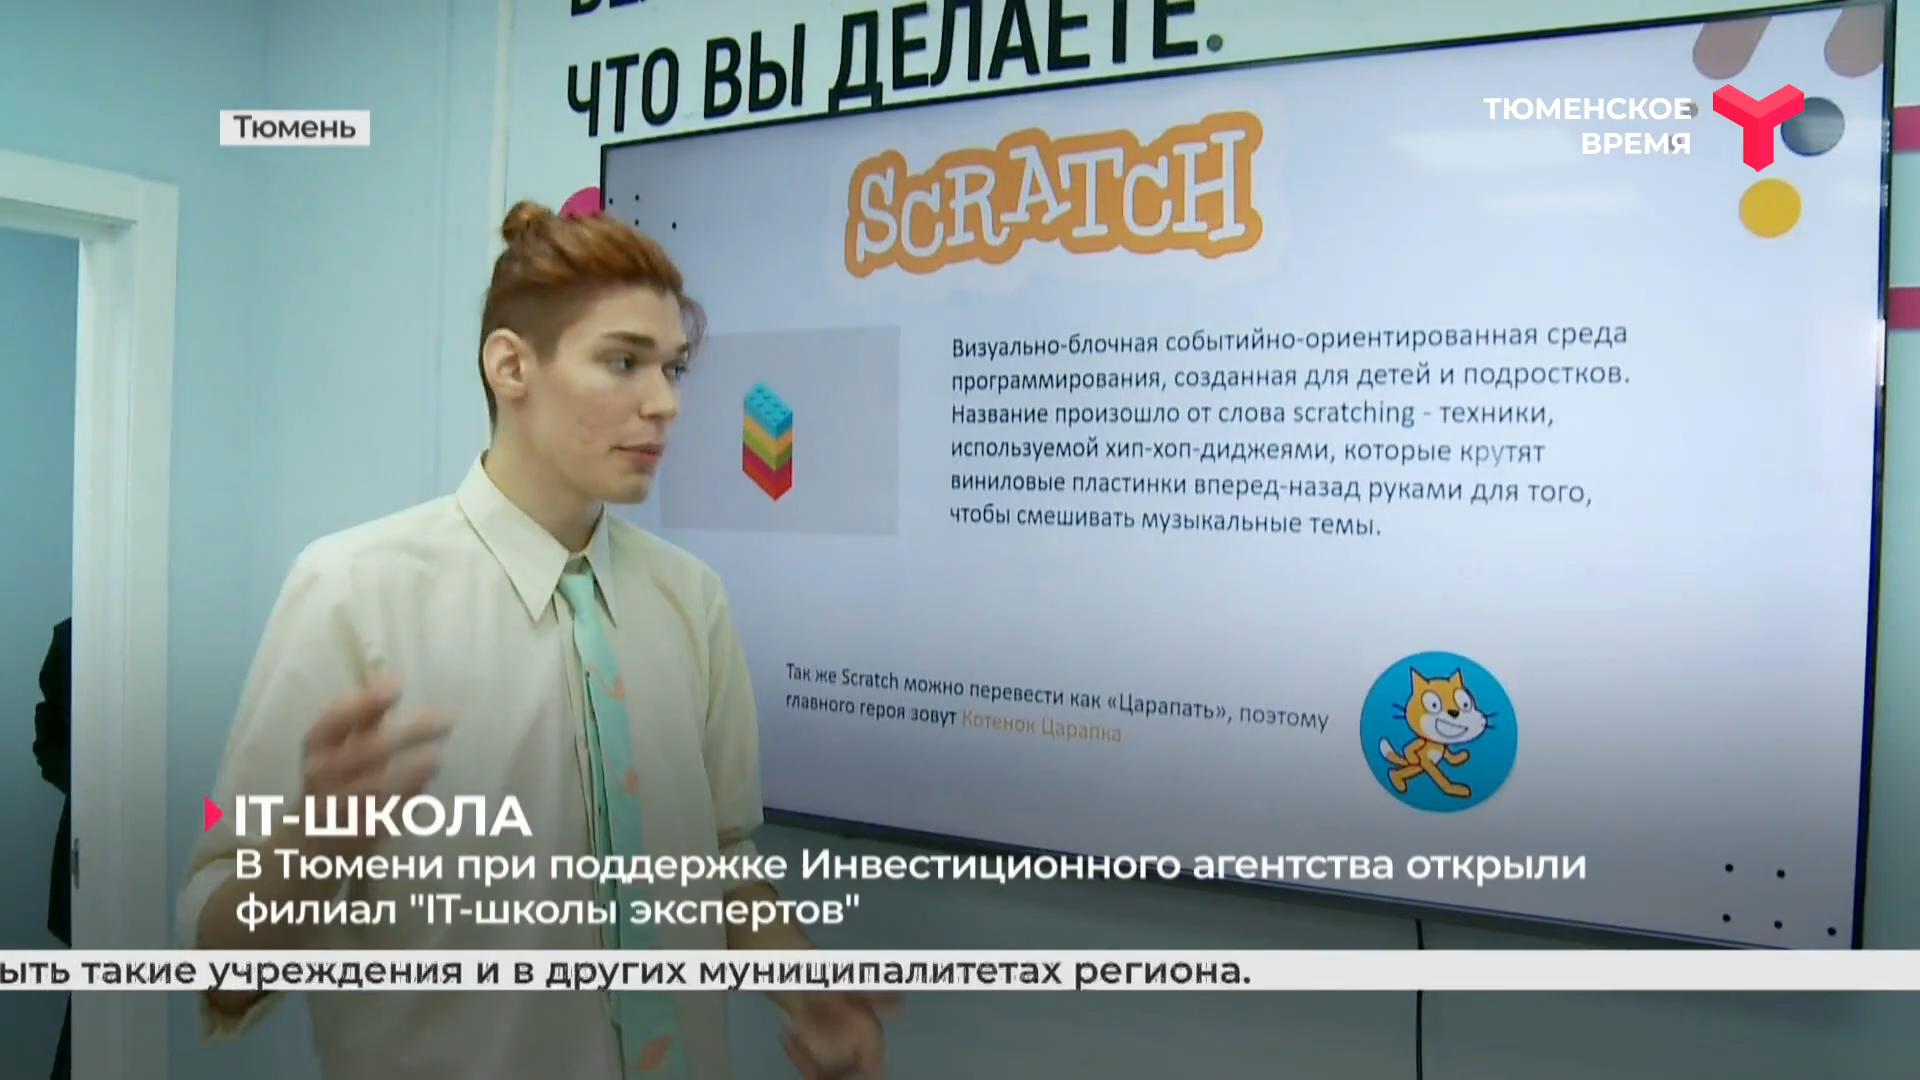 ЧТО ВЫ ДЕЛАЕТЕ.
Тюмень
ТЮМЕНСКОЕ
ВРЕМЯ
SCRATCH
Визуально-блочная событийно-ориентированная среда
программирования, созданная для детей и подростков.
Название произошло от слова scratching - техники,
используемой хип-хоп-диджеями, которые крутят
виниловые пластинки вперед-назад руками для того,
чтобы смешивать музыкальные темы.
Так же Scratch можно перевести как «Царапать», поэтому
главного героя зовут Котенок Царапка
IT-ШКОЛА
В Тюмени при поддержке Инвестиционного агентства открыли
филиал "IT-школы экспертов"
ыть такие учреждения и в других муниципалитетах региона.